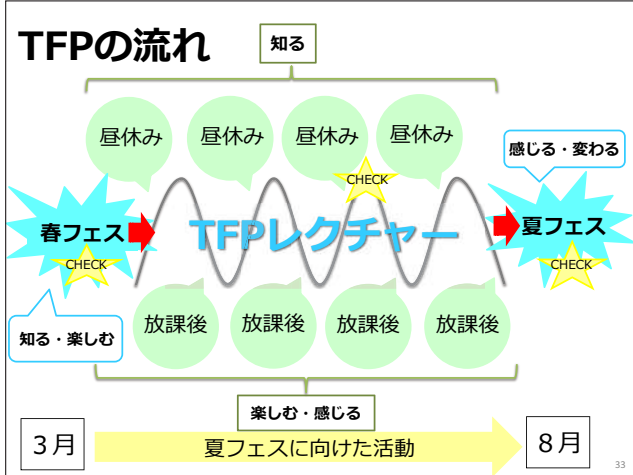 TFPの流れ
知る
昼休み
昼休み
昼休み
昼休み
感じる・変わる
CHECK
春フェス
TFPレクチャー
夏フェス
CHECK
CHECK
知る・楽しむ
放課後
放課後
放課後
放課後
楽しむ・感じる
3月
夏フェスに向けた活動
8月
33